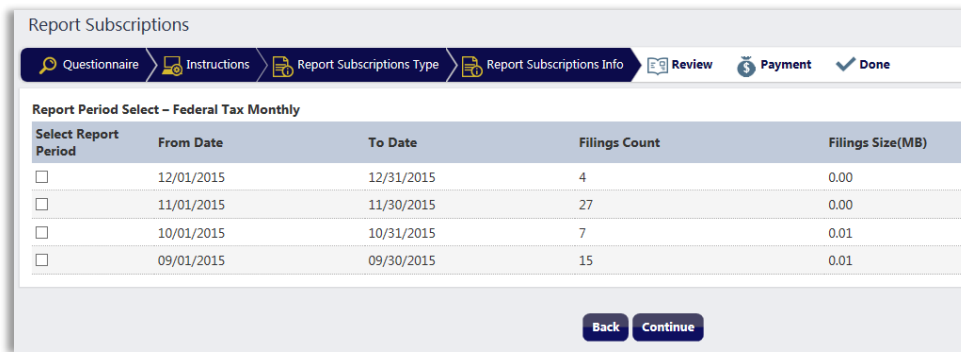 Report Subscriptions
Questionnaire Instructions Report Subscriptions Type Report Subscriptions Info Review Payment Done
Report Period Select – Federal Tax Monthly
Select Report Period From Date To Date Filings Count Filings Size(MB)
12/01/2015 12/31/2015 4 0.00
11/01/2015 11/30/2015 27 0.00
10/01/2015 10/31/2015 7 0.01
09/01/2015 09/30/2015 15 0.01
Back Continue